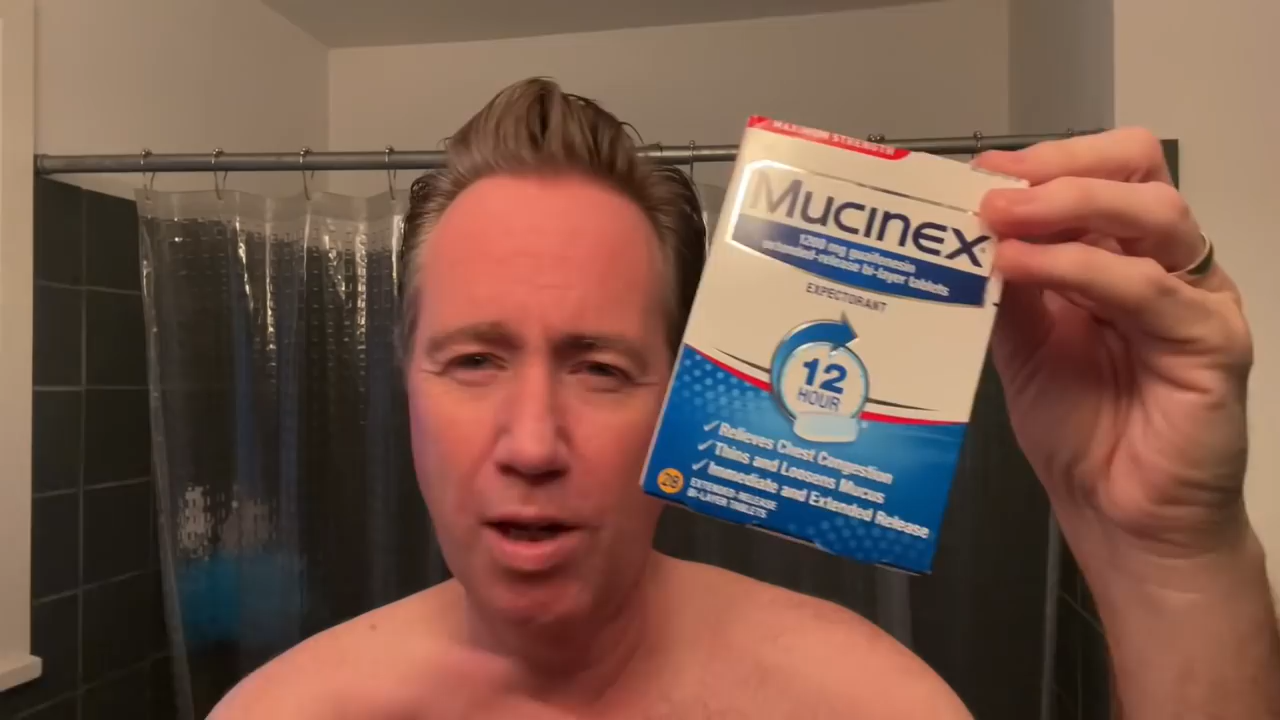 MAXIMUM STRENGTH
Mucinex®
1200 mg guaifenesin
extended-release bi-layer tablets
EXPECTORANT
12
HOUR
✓Relieves Chest Congestion
✓Thins and Loosens Mucus
✓Immediate and Extended Release
28
EXTENDED-RELEASE
BI-LAYER TABLETS